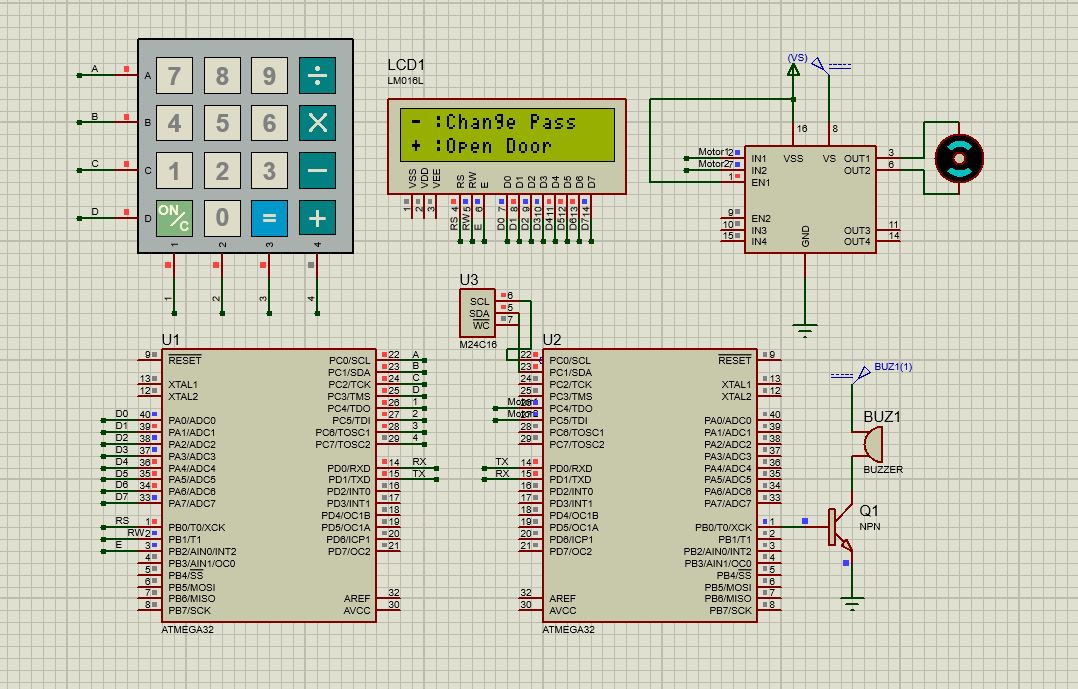 A
B
C
D
A
B
C
D
7 8 9 ÷
4 5 6 ×
1 2 3 −
ON/C 0 = +
1 2 3 4
1 2 3 4
LCD1
LM016L
- :Change Pass
+ :Open Door
VSS VDD VEE RS RW E D0 D1 D2 D3 D4 D5 D6 D7
1 2 3 4 5 6 7 8 9 10 11 12 13 14
RS RW E D0 D1 D2 D3 D4 D5 D6 D7
(VS)
16 8
Motor1 2 IN1 VSS VS OUT1 3
Motor2 7 IN2 OUT2 6
1 EN1
9 EN2
10 IN3 OUT3 11
15 IN4 OUT4 14
GND
U3
SCL 6
SDA 5
WC 7
M24C16
U1
9 RESET
13 XTAL1
12 XTAL2
D0 40 PA0/ADC0
D1 39 PA1/ADC1
D2 38 PA2/ADC2
D3 37 PA3/ADC3
D4 36 PA4/ADC4
D5 35 PA5/ADC5
D6 34 PA6/ADC6
D7 33 PA7/ADC7
RS 1 PB0/T0/XCK
RW 2 PB1/T1
E 3 PB2/AIN0/INT2
4 PB3/AIN1/OC0
5 PB4/SS
6 PB5/MOSI
7 PB6/MISO
8 PB7/SCK
PC0/SCL 22 A
PC1/SDA 23 B
PC2/TCK 24 C
PC3/TMS 25 D
PC4/TDO 26 1
PC5/TDI 27 2
PC6/TOSC1 28 3
PC7/TOSC2 29 4
PD0/RXD 14 RX
PD1/TXD 15 TX
PD2/INT0 16
PD3/INT1 17
PD4/OC1B 18
PD5/OC1A 19
PD6/ICP1 20
PD7/OC2 21
AREF 32
AVCC 30
ATMEGA32
U2
22 PC0/SCL
23 PC1/SDA
24 PC2/TCK
25 PC3/TMS
PC4/TDO
PC5/TDI
28 PC6/TOSC1
29 PC7/TOSC2
TX 14 PD0/RXD
RX 15 PD1/TXD
16 PD2/INT0
17 PD3/INT1
18 PD4/OC1B
19 PD5/OC1A
20 PD6/ICP1
21 PD7/OC2
32 AREF
30 AVCC
RESET 9
XTAL1 13
XTAL2 12
PA0/ADC0 40
PA1/ADC1 39
PA2/ADC2 38
PA3/ADC3 37
PA4/ADC4 36
PA5/ADC5 35
PA6/ADC6 34
PA7/ADC7 33
PB0/T0/XCK 1
PB1/T1 2
PB2/AIN0/INT2 3
PB3/AIN1/OC0 4
PB4/SS 5
PB5/MOSI 6
PB6/MISO 7
PB7/SCK 8
ATMEGA32
BUZ1(1)
BUZ1
BUZZER
Q1
NPN